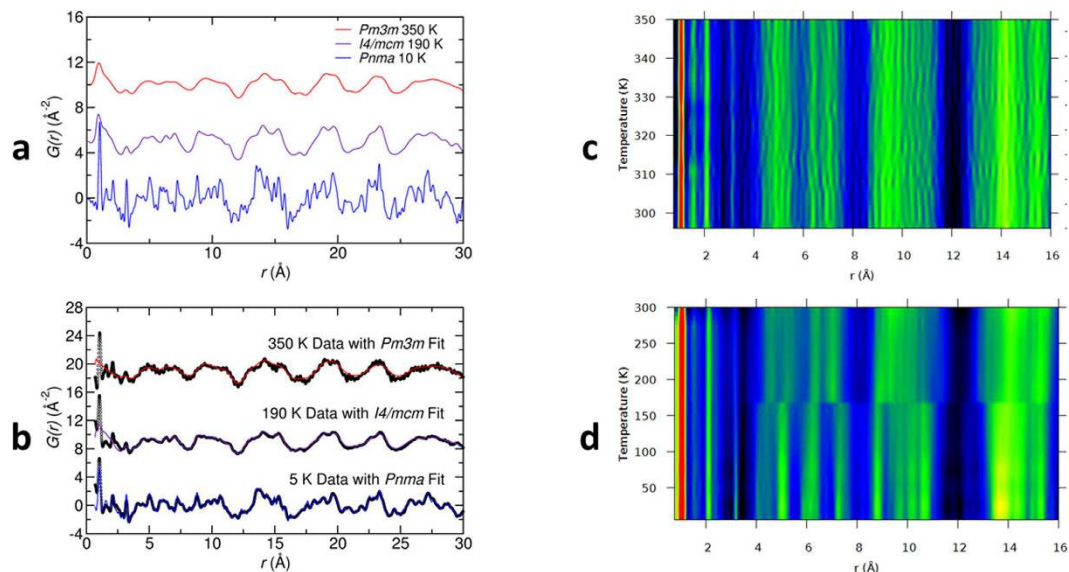 a
16
12
8
4
0
-4
G(r) (Å⁻²)
Pm3m 350 K
I4/mcm 190 K
Pnma 10 K
0 5 10 15 20 25 30
r (Å)
b
28
24
20
16
12
8
4
0
-4
G(r) (Å⁻²)
350 K Data with Pm3m Fit
190 K Data with I4/mcm Fit
5 K Data with Pnma Fit
0 5 10 15 20 25 30
r (Å)
c
350
340
330
320
310
300
Temperature (K)
2 4 6 8 10 12 14 16
r (Å)
d
300
250
200
150
100
50
Temperature (K)
2 4 6 8 10 12 14 16
r (Å)